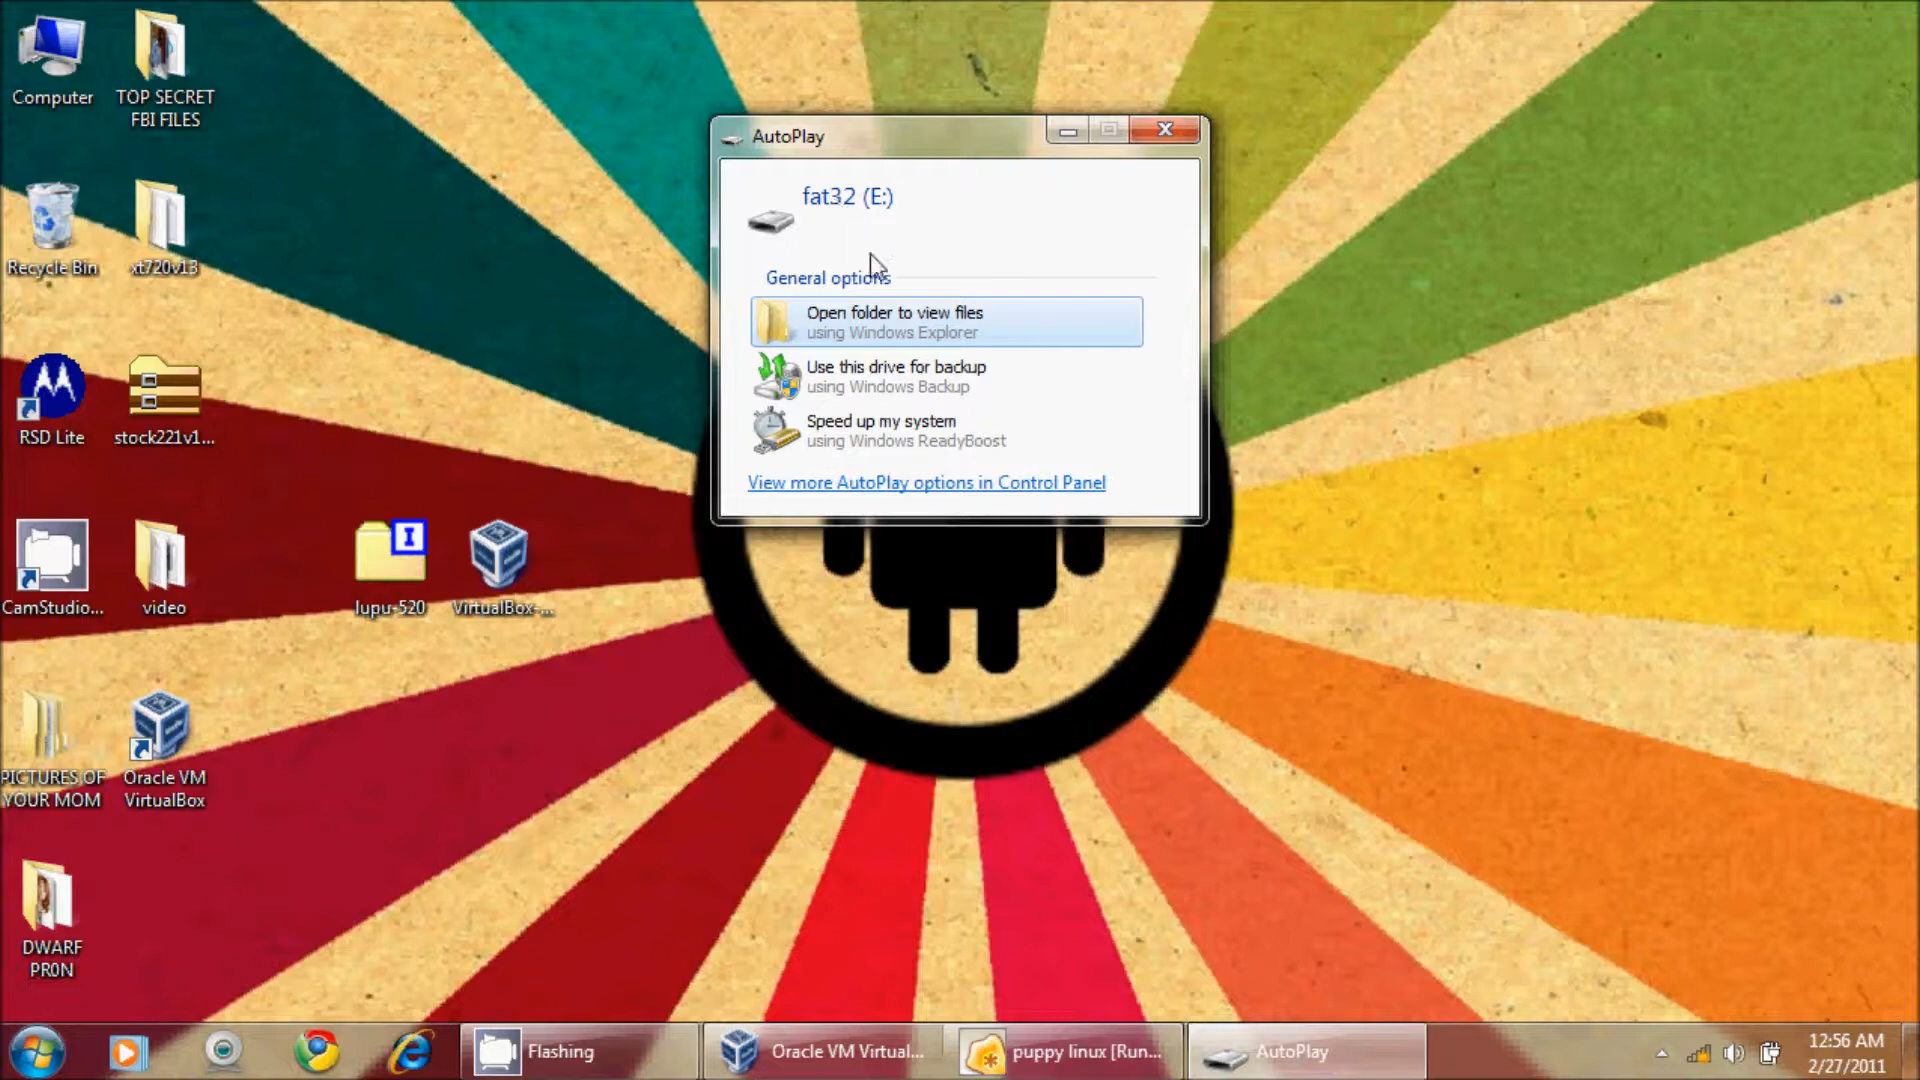 Computer
TOP SECRET
FBI FILES
Recycle Bin
xt720v13
RSD Lite
stock221v1...
CamStudio...
video
lupu-520
VirtualBox-...
PICTURES OF
YOUR MOM
Oracle VM
VirtualBox
DWARF
PR0N
AutoPlay
fat32 (E:)
General options
Open folder to view files
using Windows Explorer
Use this drive for backup
using Windows Backup
Speed up my system
using Windows ReadyBoost
View more AutoPlay options in Control Panel
I
Flashing
Oracle VM Virtual...
puppy linux [Run...
AutoPlay
12:56 AM
2/27/2011